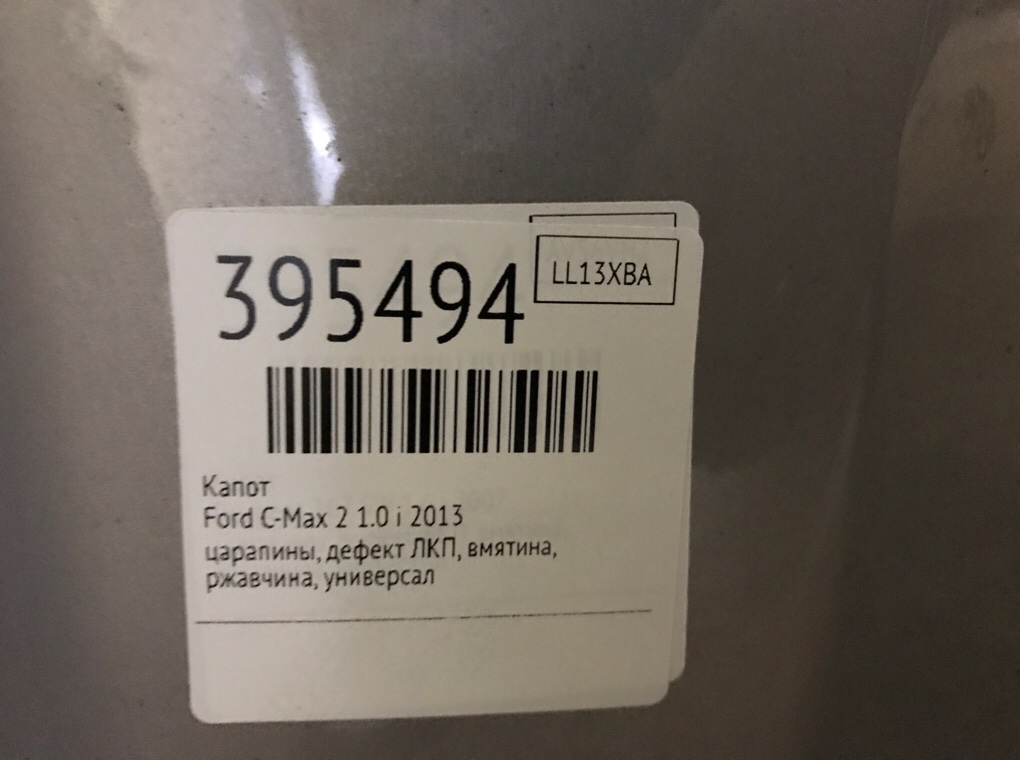 395494
LL13XBA
Капот
Ford C-Max 2 1.0 i 2013
царапины, дефект ЛКП, вмятина,
ржавчина, универсал